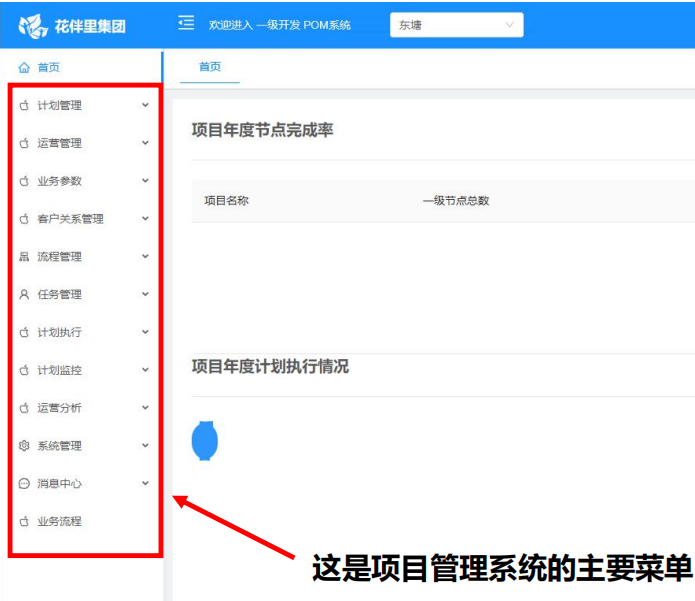 花伴里集团
欢迎进入 一级开发 POM系统
东塘
首页
首页
计划管理
运营管理
业务参数
客户关系管理
流程管理
任务管理
计划执行
计划监控
运营分析
系统管理
消息中心
业务流程
项目年度节点完成率
项目名称 一级节点总数
项目年度计划执行情况
这是项目管理系统的主要菜单